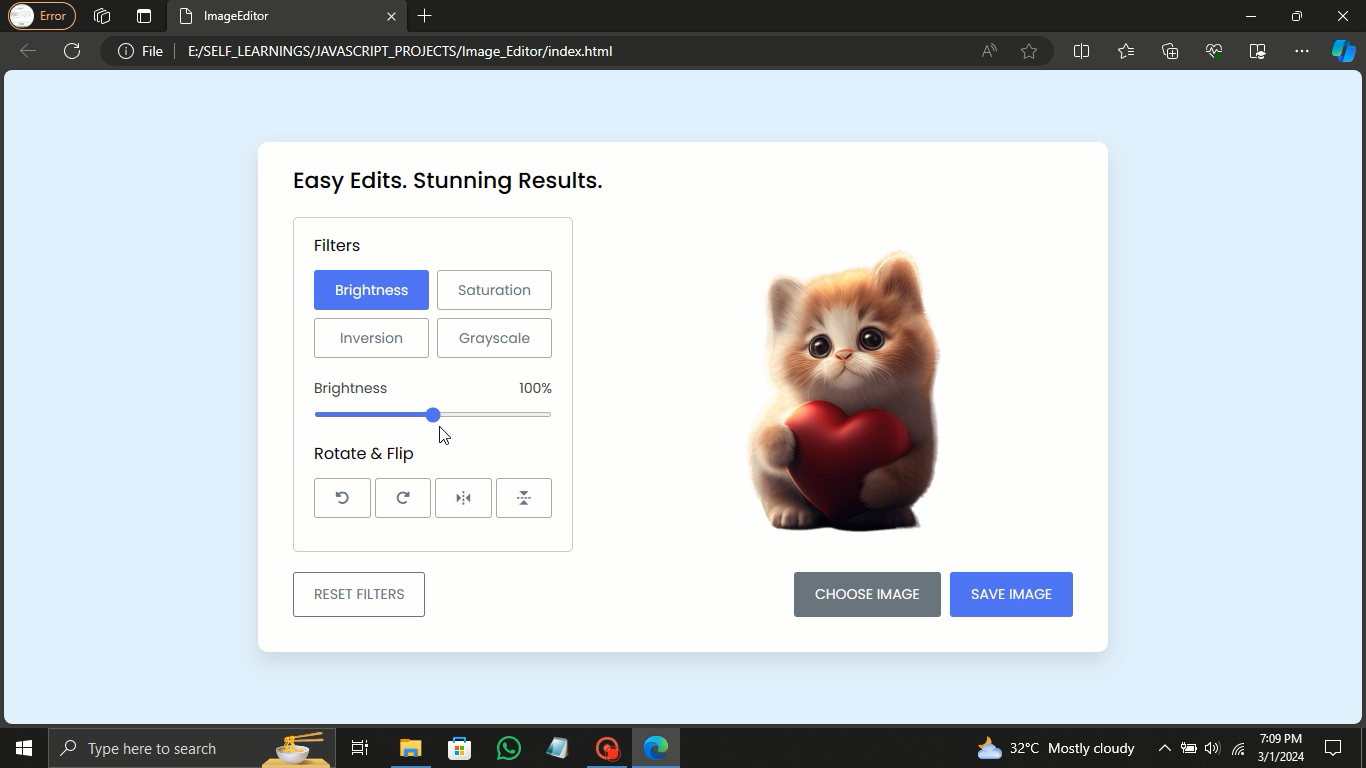 Error
ImageEditor
File
E:/SELF_LEARNINGS/JAVASCRIPT_PROJECTS/Image_Editor/index.html
Easy Edits. Stunning Results.
Filters
Brightness
Saturation
Inversion
Grayscale
Brightness 100%
Rotate & Flip
RESET FILTERS
CHOOSE IMAGE
SAVE IMAGE
Type here to search
32°C Mostly cloudy
7:09 PM
3/1/2024